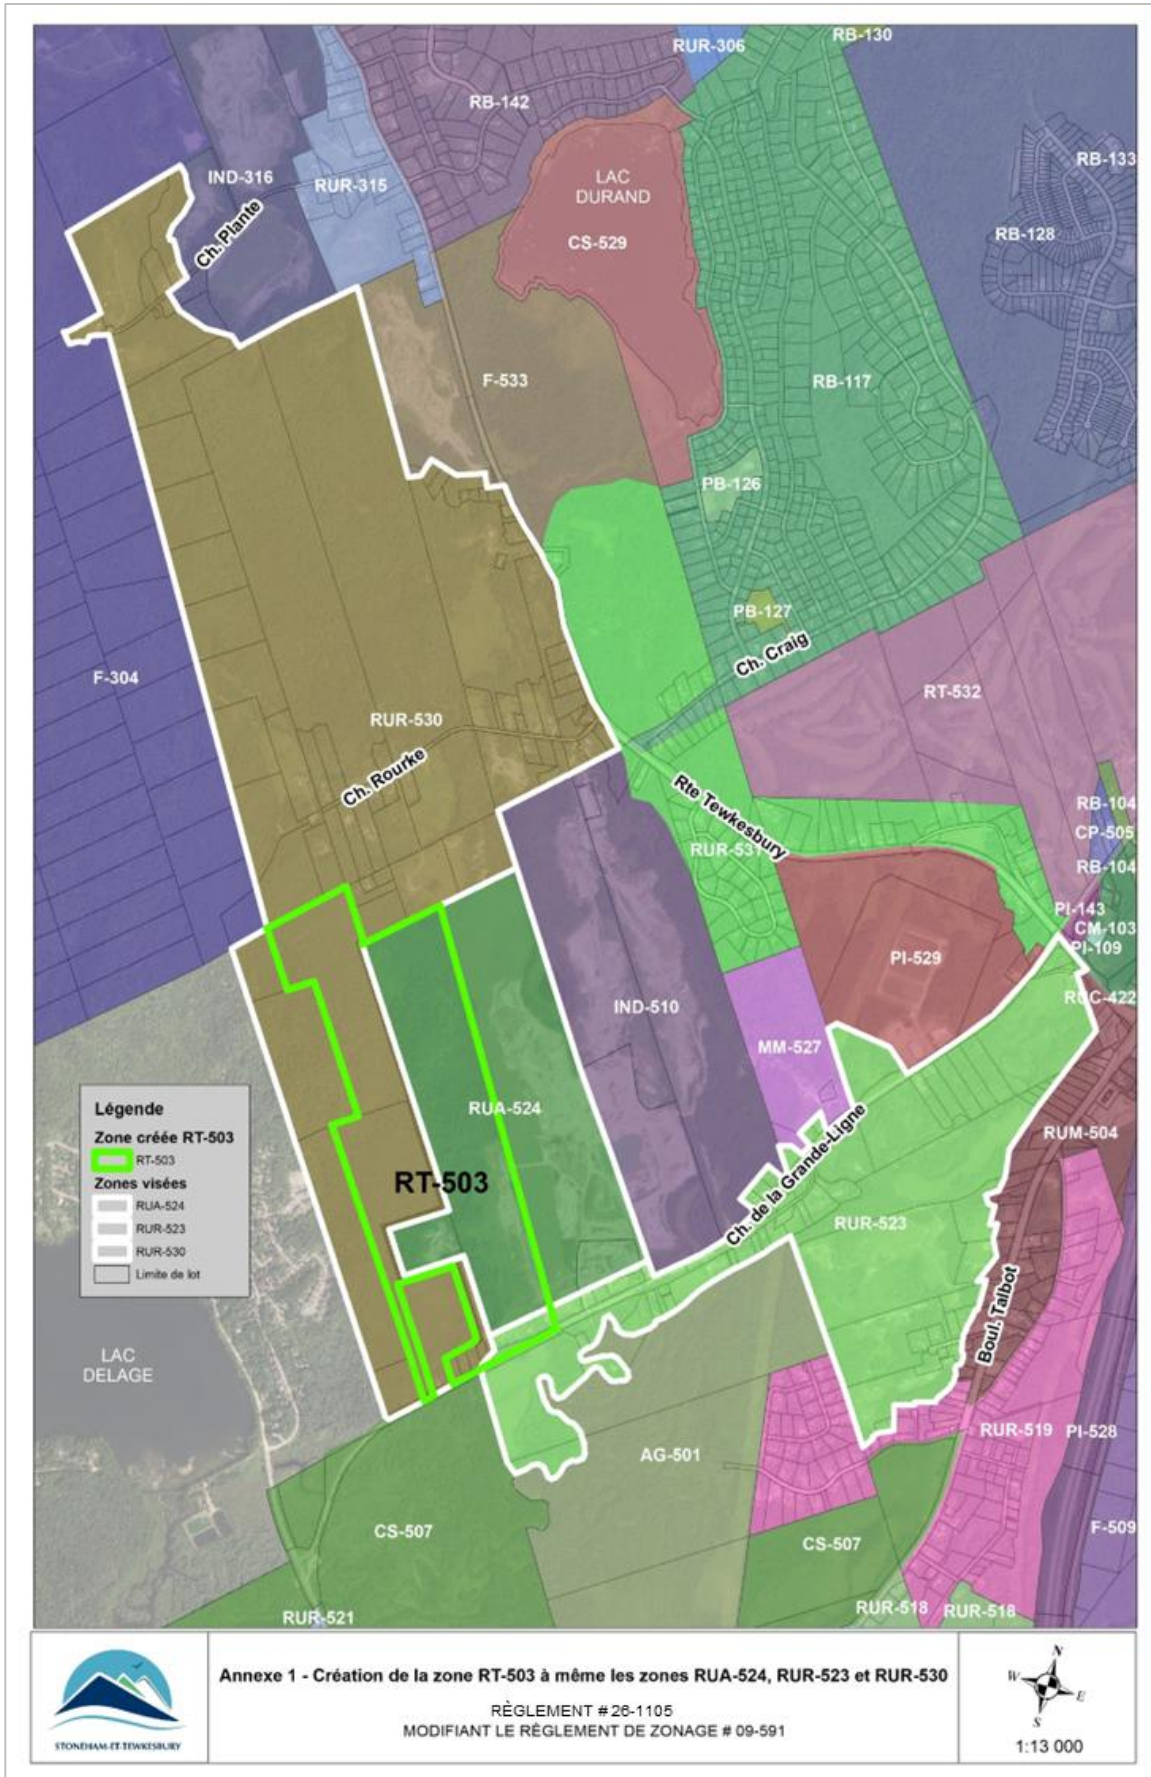 RB-130
RUR-306
RB-142
RB-133
IND-316
RUR-315
LAC
DURAND
Ch. Plante
RB-128
CS-529
F-533
RB-117
PB-126
PB-127
Ch. Craig
F-304
RT-532
RUR-530
Ch. Rourke
Rte Tewkesbury
RB-104
CP-505
RUR-531
RB-104
PI-143
CM-103
PI-109
PI-529
RUC-422
IND-510
MM-527
Légende
Zone créée RT-503
RT-503
Zones visées
RUA-524
RUR-523
RUR-530
Limite de lot
RUA-524
RUM-504
RT-503
Ch. de la Grande-Ligne
RUR-523
Boul. Talbot
LAC
DELAGE
RUR-519
PI-528
AG-501
CS-507
CS-507
F-509
RUR-521
RUR-518
RUR-518
STONEHAM-ET-TEWKESBURY
Annexe 1 - Création de la zone RT-503 à même les zones RUA-524, RUR-523 et RUR-530
RÈGLEMENT # 26-1105
MODIFIANT LE RÈGLEMENT DE ZONAGE # 09-591
N
W
E
S
1:13 000